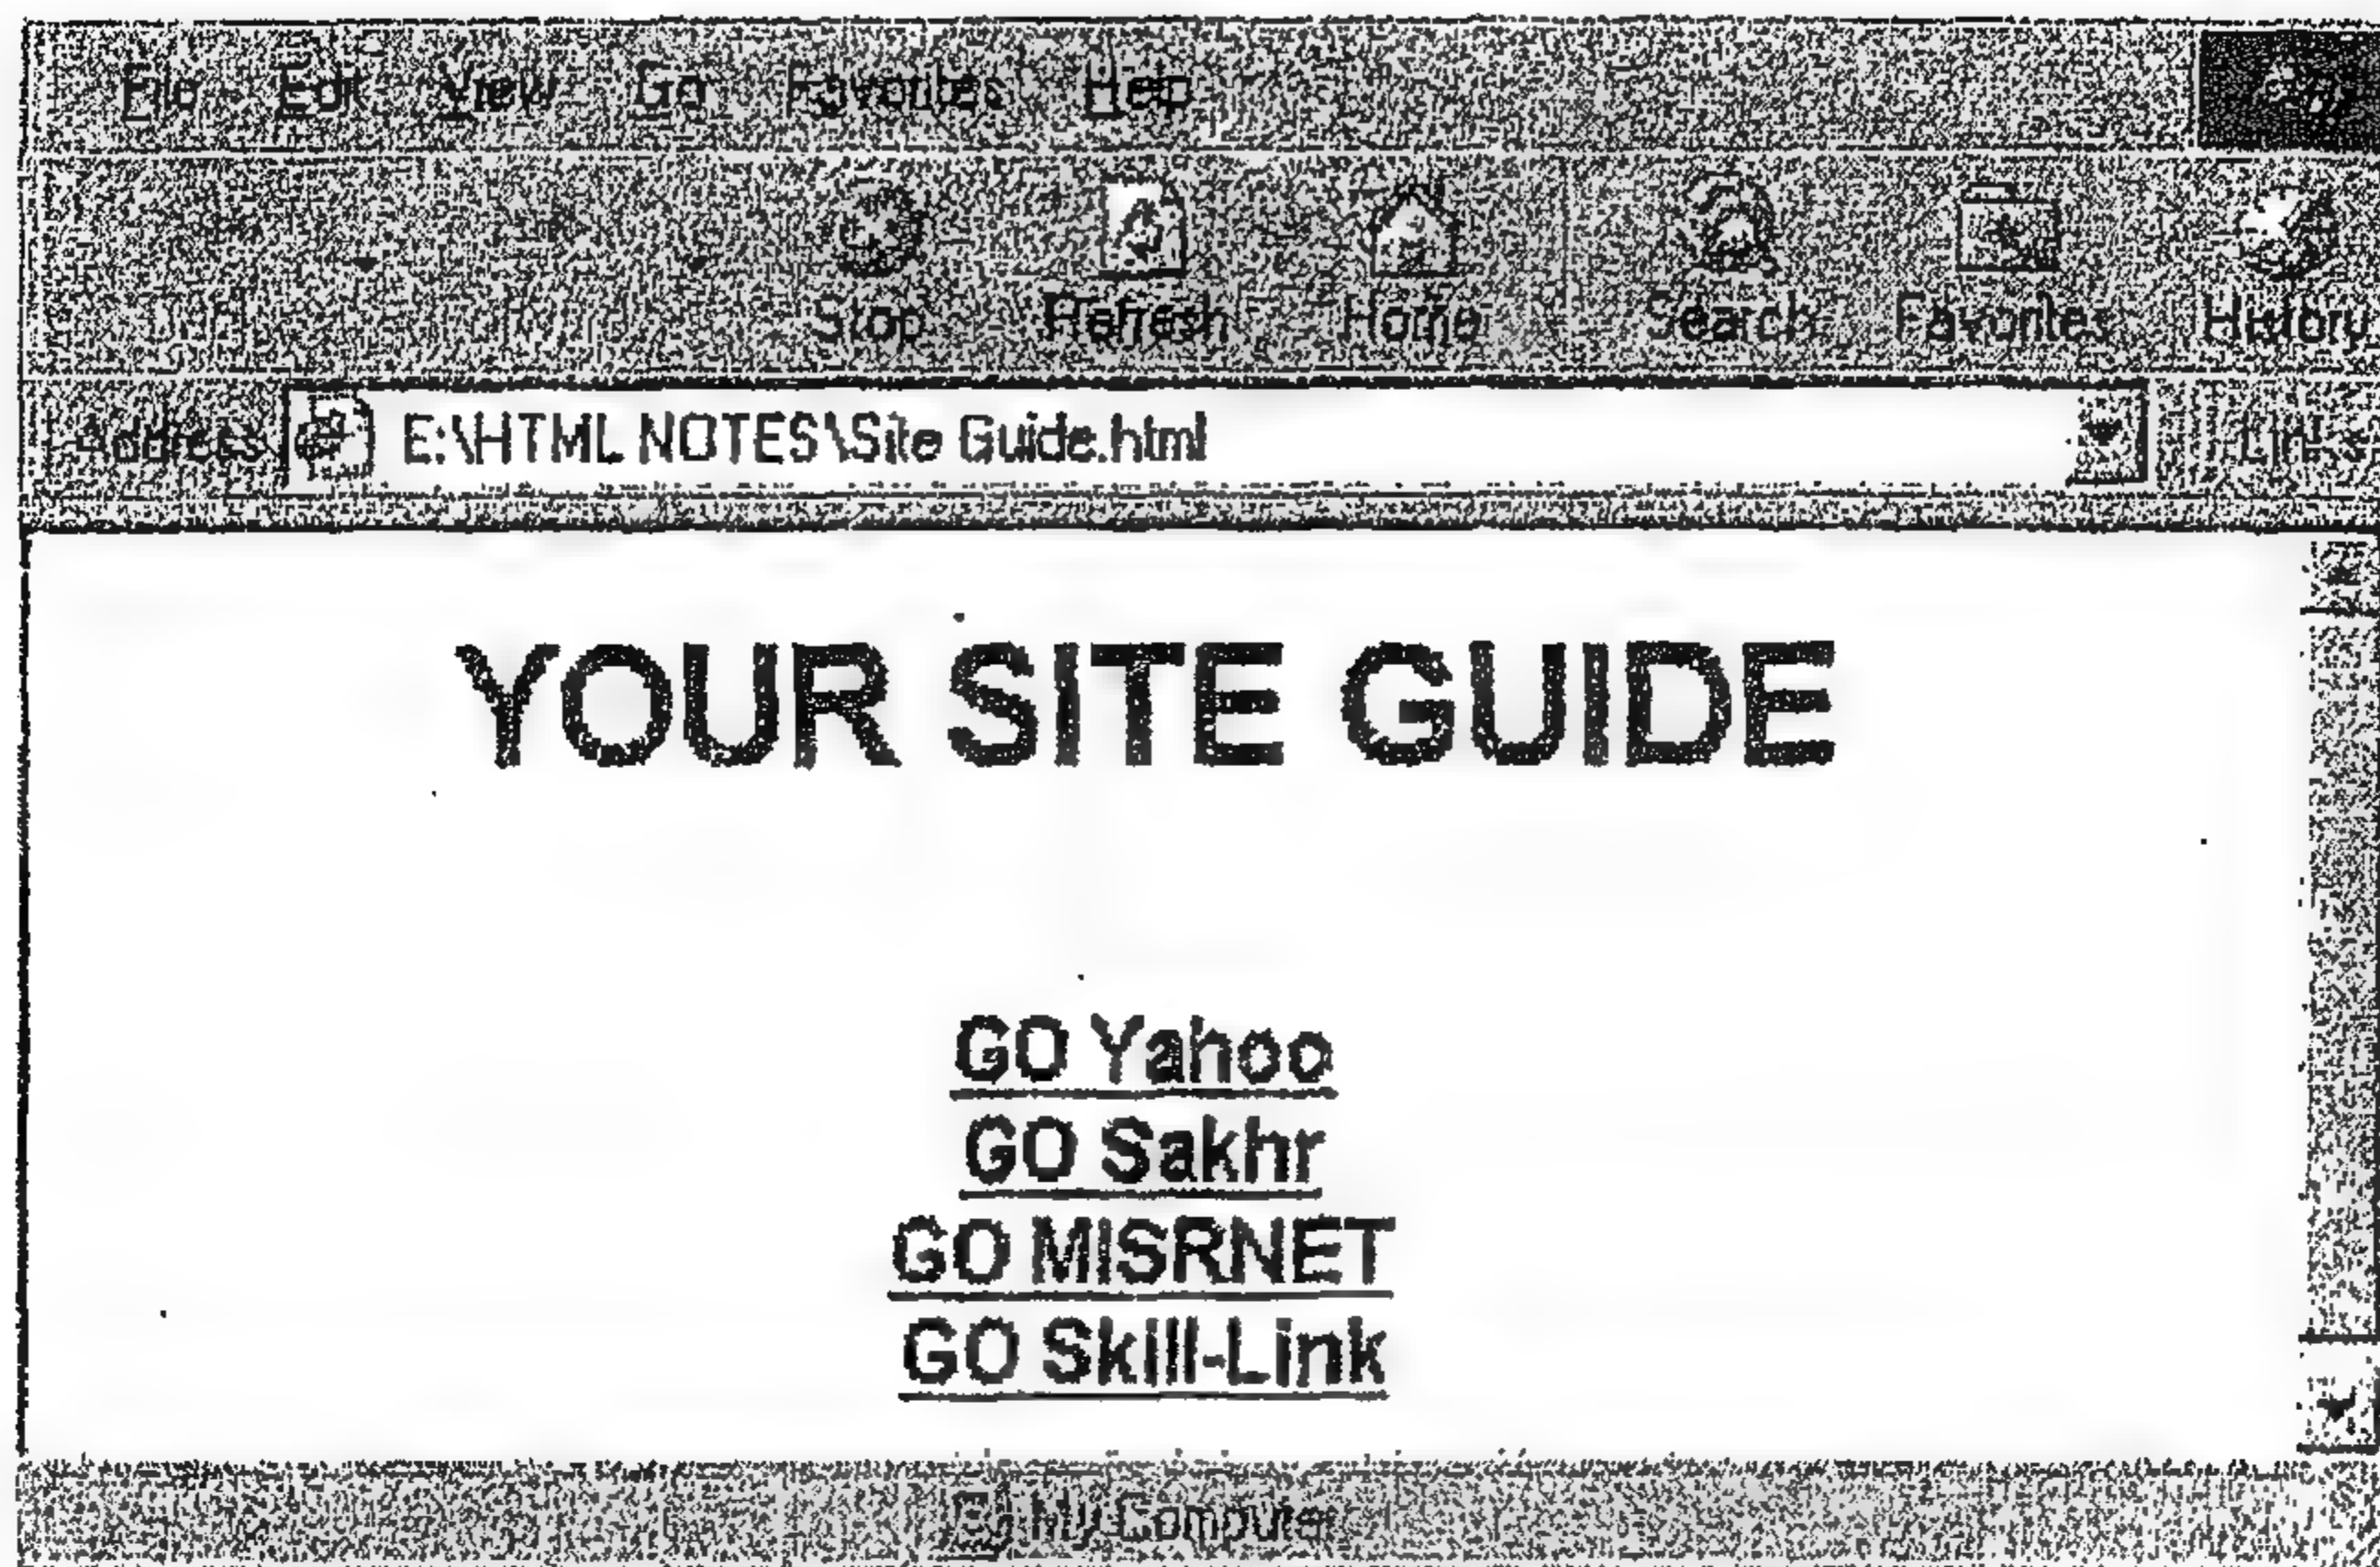 File Edit View Go Favorites Help
Stop Refresh Home Search Favorites History
Address E:\HTML NOTES\Site Guide.html Links
YOUR SITE GUIDE
GO Yahoo
GO Sakhr
GO MISRNET
GO Skill-Link
My Computer